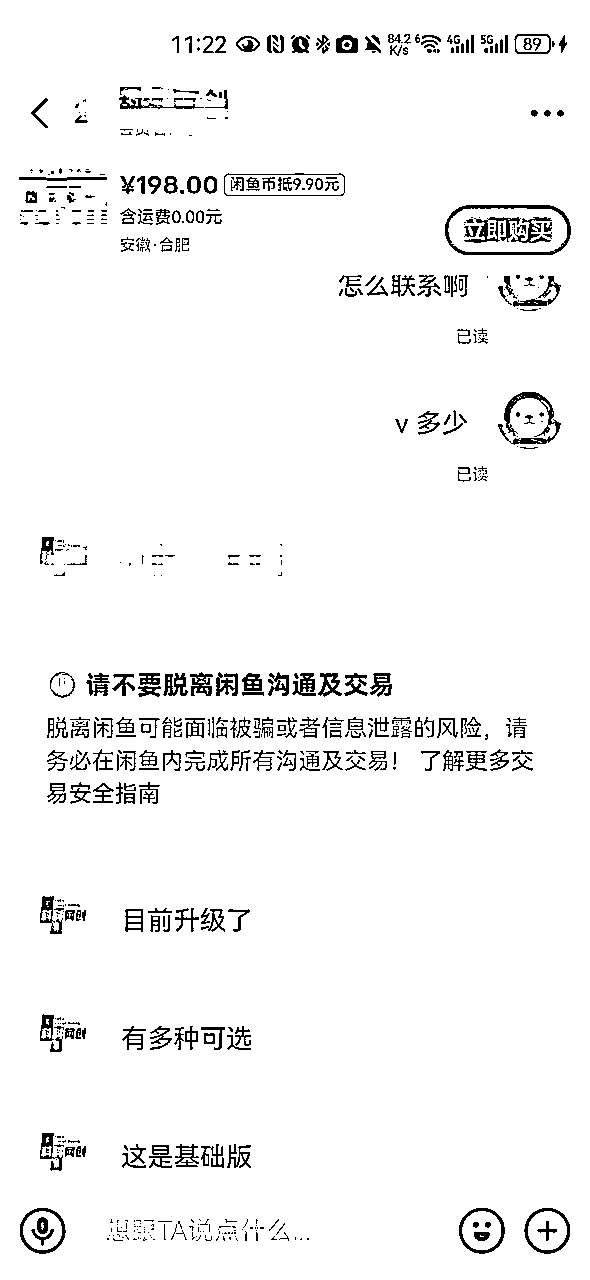 11:22
84.2 K/s
6
4G
5G
89
¥198.00 闲鱼币抵9.90元
含运费0.00元
安徽·合肥
立即购买
怎么联系啊
已读
v 多少
已读
请不要脱离闲鱼沟通及交易
脱离闲鱼可能面临被骗或者信息泄露的风险，请
务必在闲鱼内完成所有沟通及交易！ 了解更多交
易安全指南
目前升级了
有多种可选
这是基础版
想跟TA说点什么...